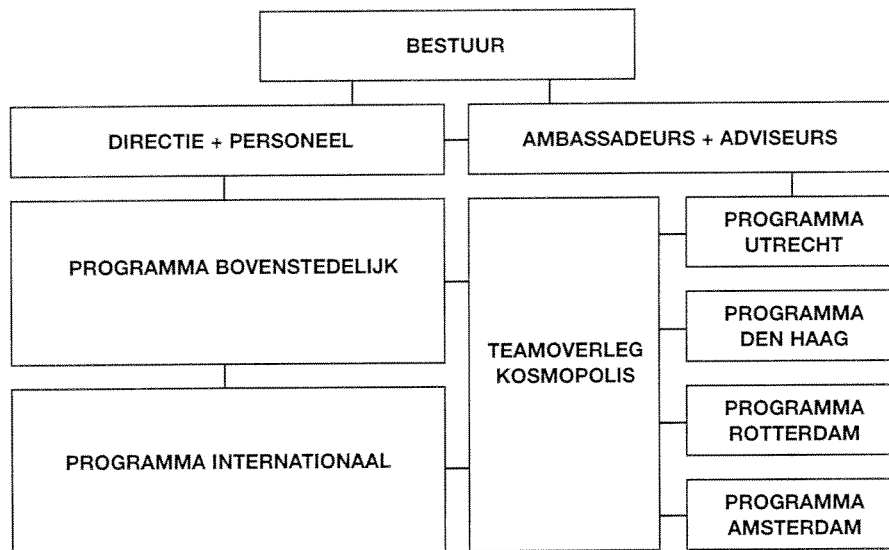 BESTUUR
DIRECTIE + PERSONEEL
AMBASSADEURS + ADVISEURS
PROGRAMMA BOVENSTEDELIJK
PROGRAMMA INTERNATIONAAL
TEAMOVERLEG
KOSMOPOLIS
PROGRAMMA
UTRECHT
PROGRAMMA
DEN HAAG
PROGRAMMA
ROTTERDAM
PROGRAMMA
AMSTERDAM